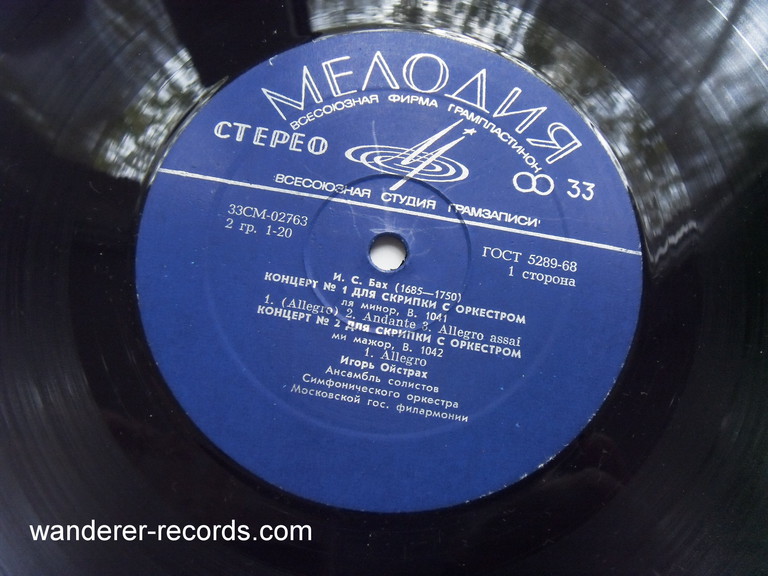 МЕЛОДИЯ
ВСЕСОЮЗНАЯ ФИРМА ГРАМПЛАСТИНОК
СТЕРЕО
33
ВСЕСОЮЗНАЯ СТУДИЯ ГРАМЗАПИСИ
33СМ-02763
2 гр. 1-20
ГОСТ 5289-68
1 сторона
И. С. Бах (1685—1750)
КОНЦЕРТ № 1 ДЛЯ СКРИПКИ С ОРКЕСТРОМ
ля минор, В. 1041
1. (Allegro) 2. Andante 3. Allegro assai
КОНЦЕРТ № 2 ДЛЯ СКРИПКИ С ОРКЕСТРОМ
ми мажор, В. 1042
1. Allegro
Игорь Ойстрах
Ансамбль солистов
Симфонического оркестра
Московской гос. филармонии
wanderer-records.com